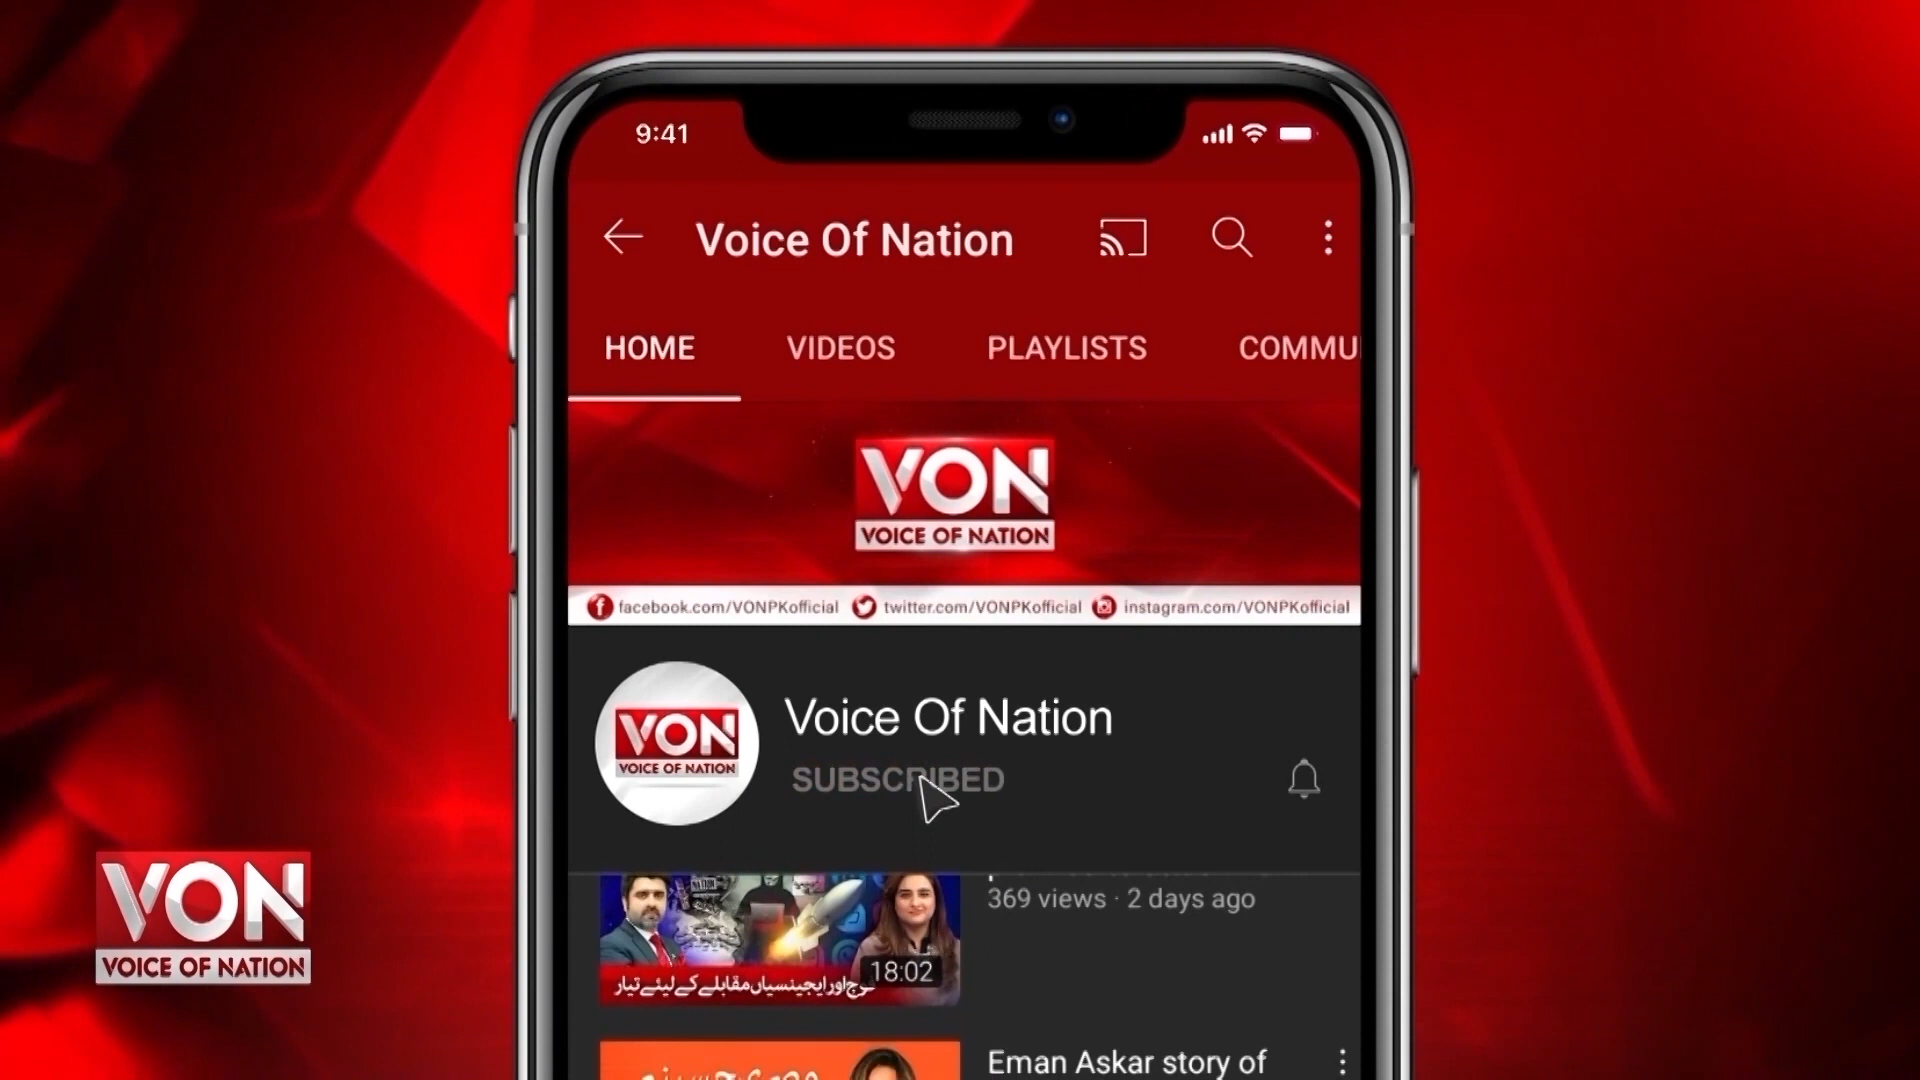 9:41
Voice Of Nation
HOME VIDEOS PLAYLISTS COMMU
VON
VOICE OF NATION
facebook.com/VONPKofficial twitter.com/VONPKofficial instagram.com/VONPKofficial
VON
VOICE OF NATION
Voice Of Nation
SUBSCRIBED
369 views · 2 days ago
18:02
اور ایجینسیاں مقابلے کے لیئے تیار
Eman Askar story of
VON
VOICE OF NATION